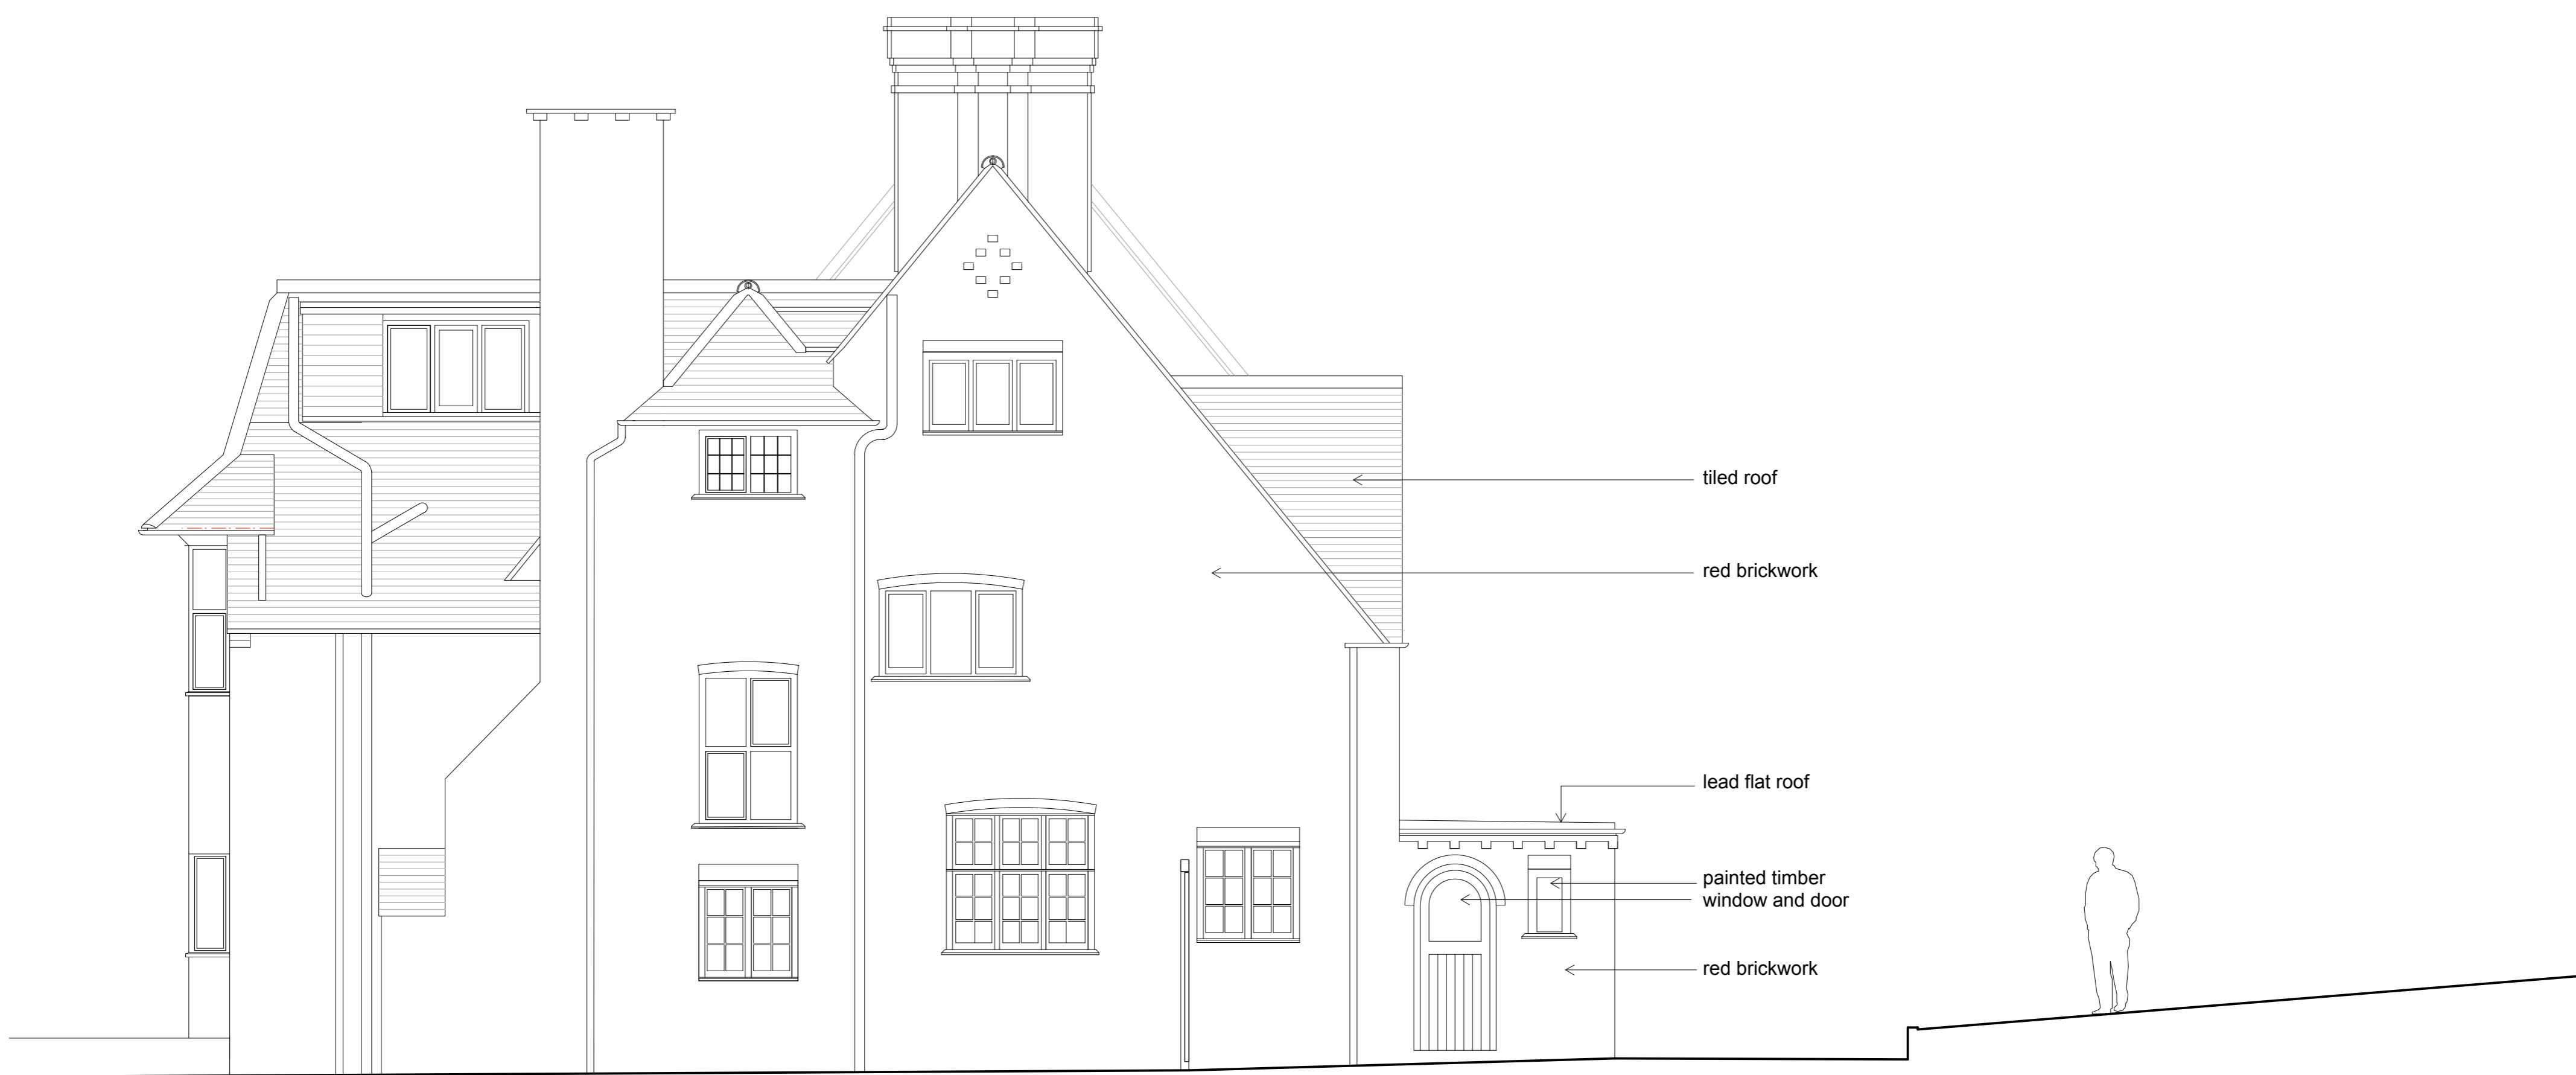 tiled roof
red brickwork
lead flat roof
painted timber
window and door
red brickwork